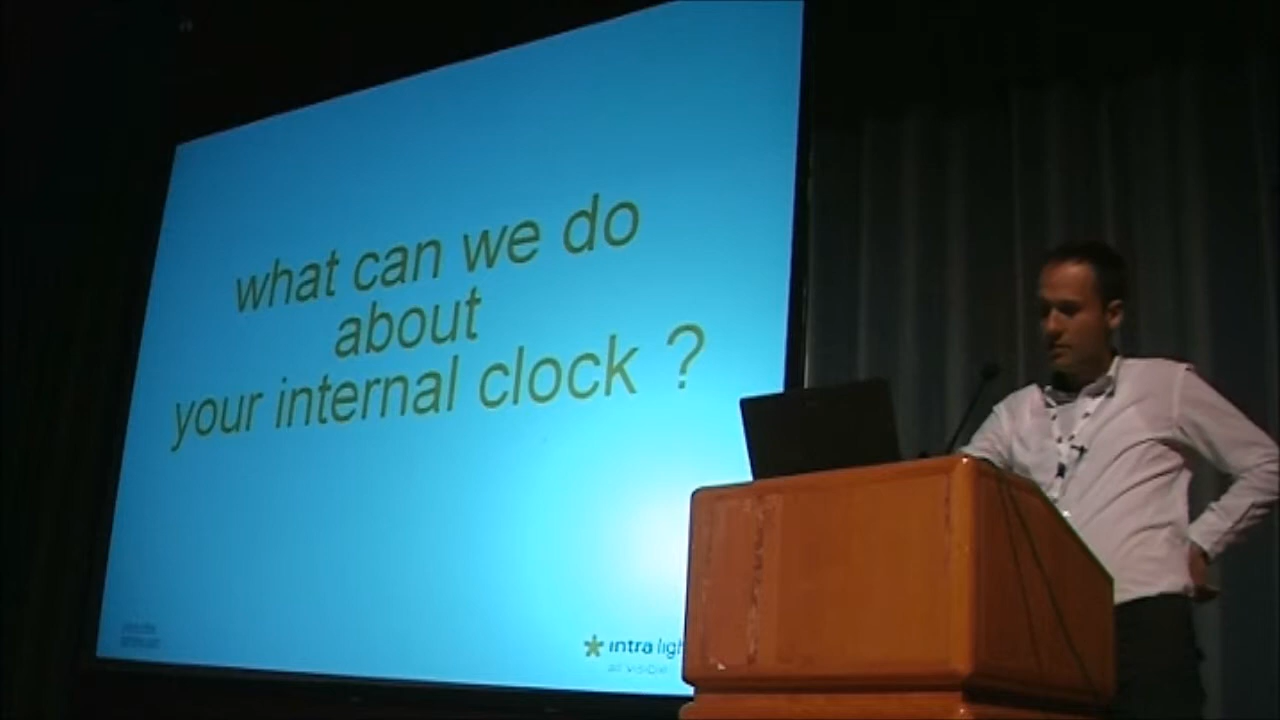 what can we do
about
your internal clock ?
intra ligh